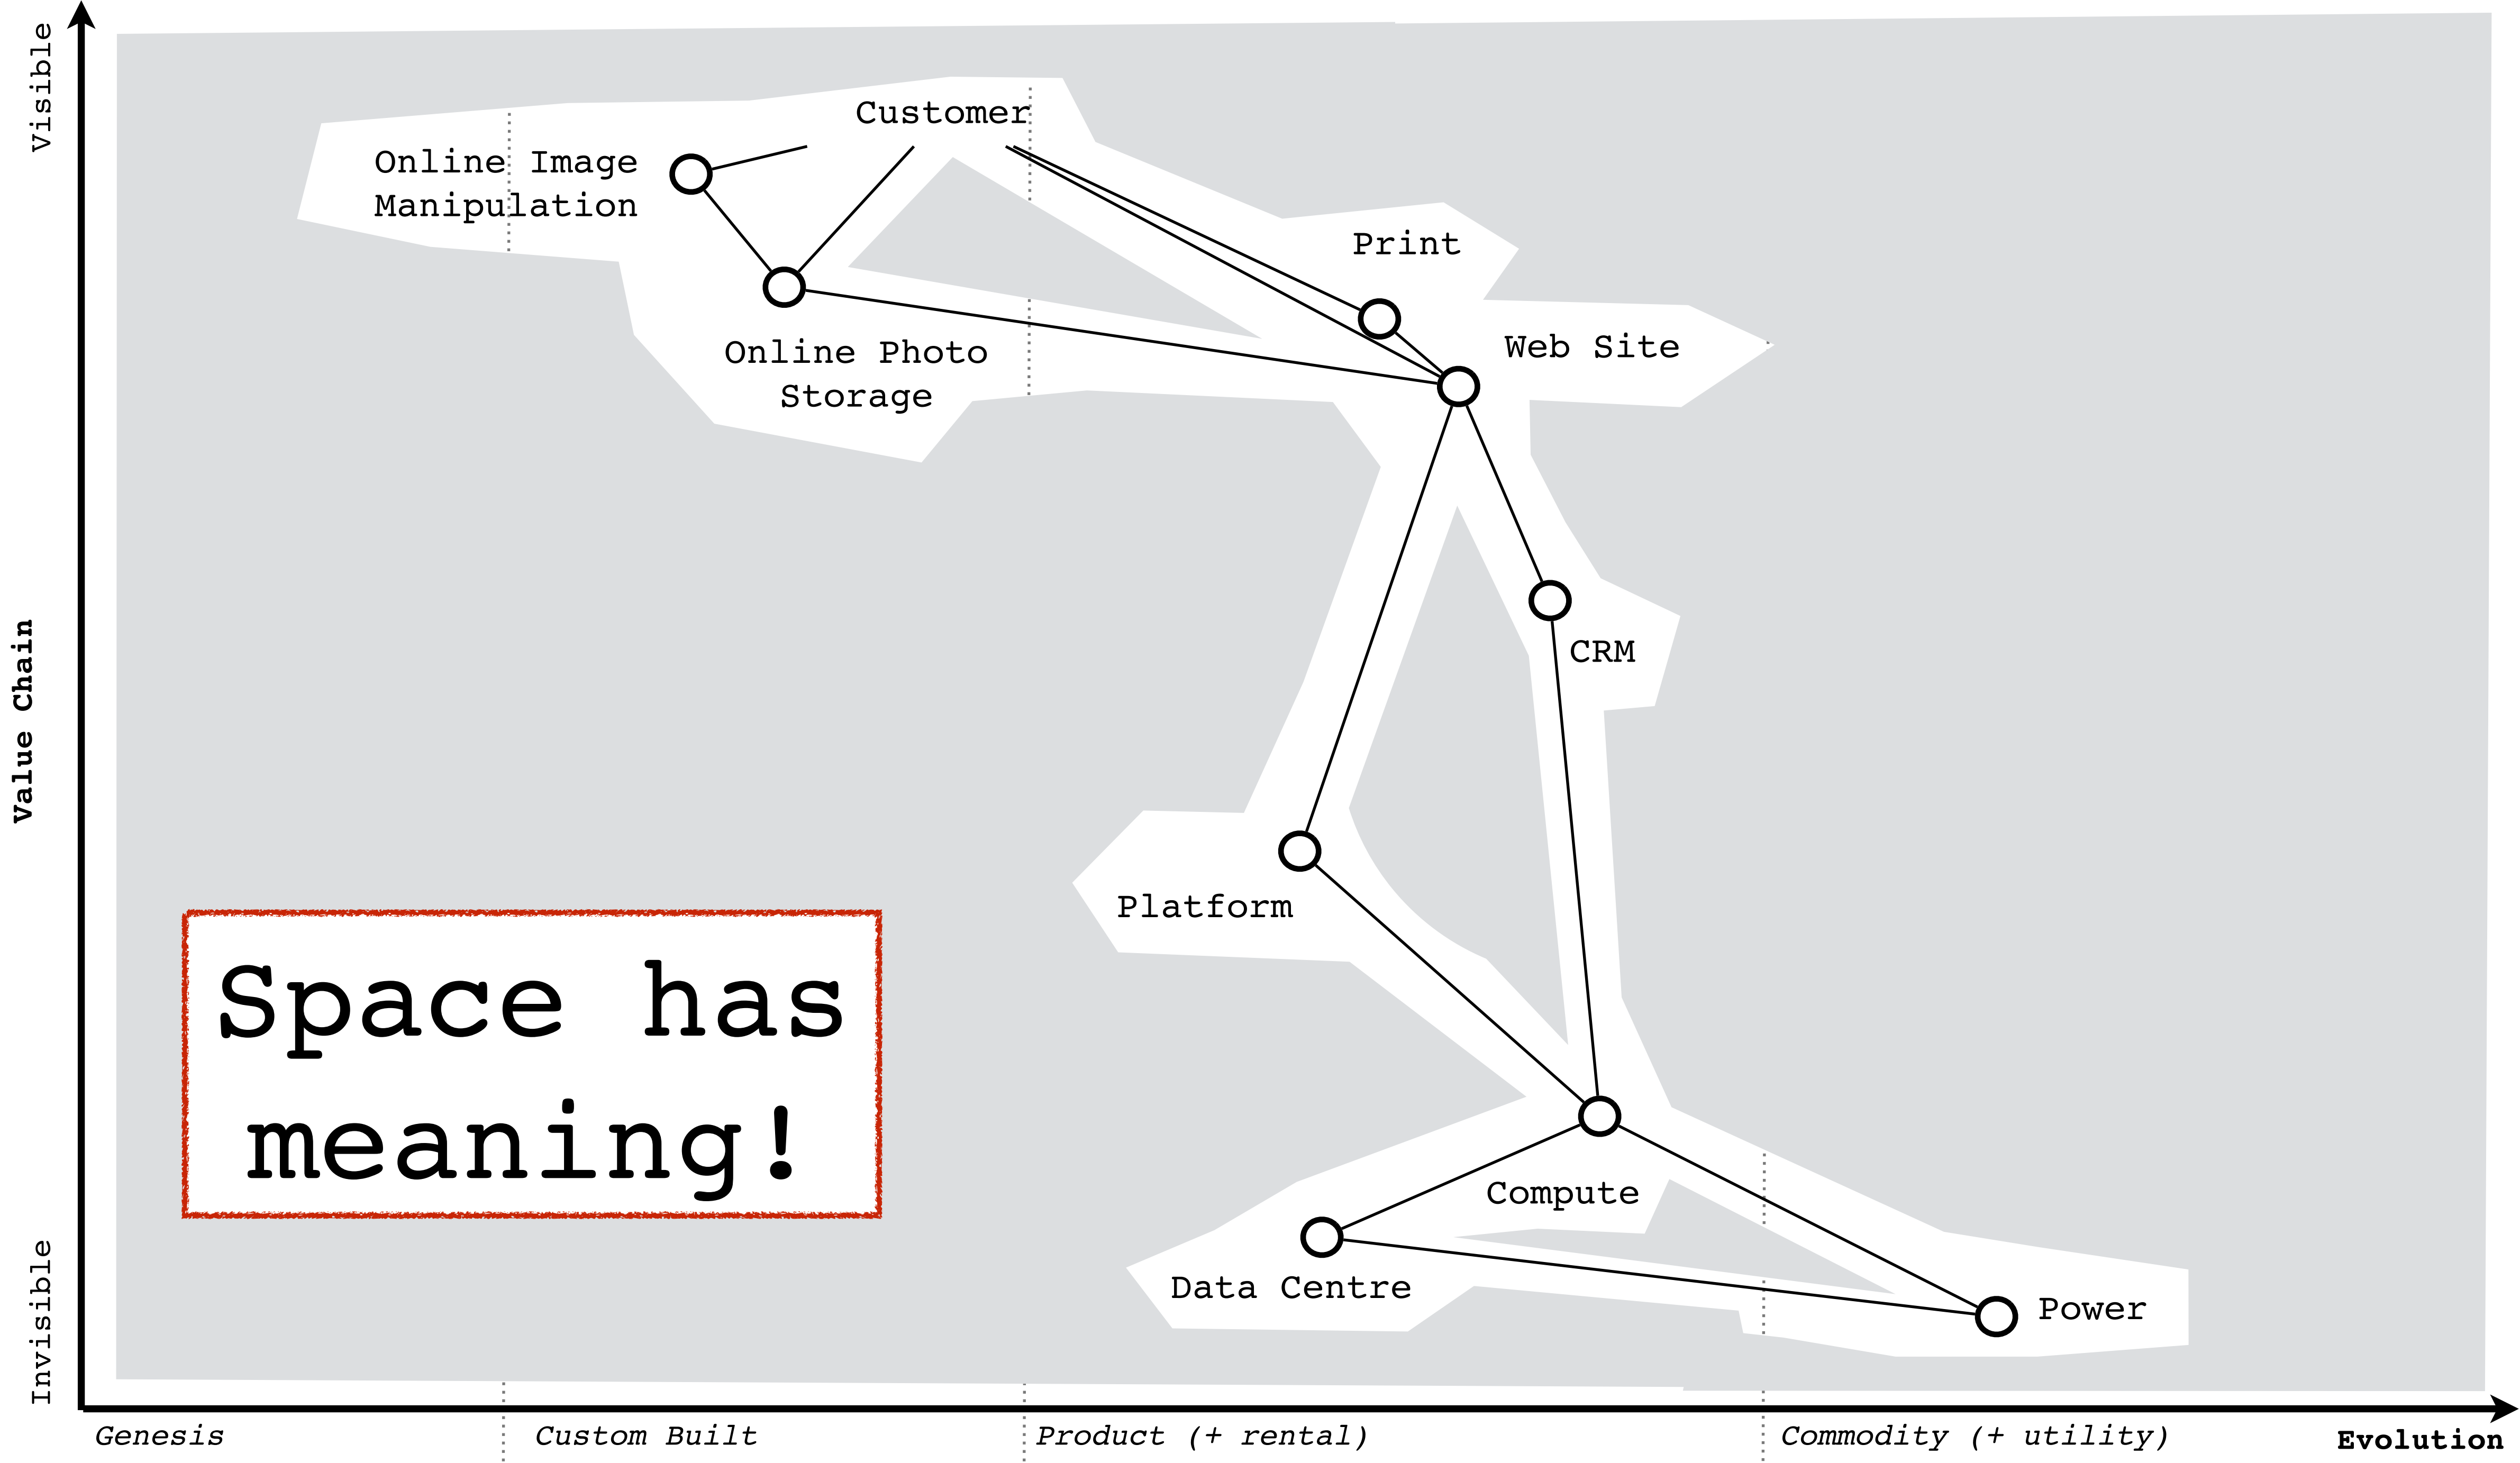 Visible
Customer
Online Image
Manipulation
Print
Web Site
Online Photo
Storage
Value Chain
CRM
Platform
Space has
meaning!
Compute
Data Centre
Power
Invisible
Genesis
Custom Built
Product (+ rental)
Commodity (+ utility)
Evolution